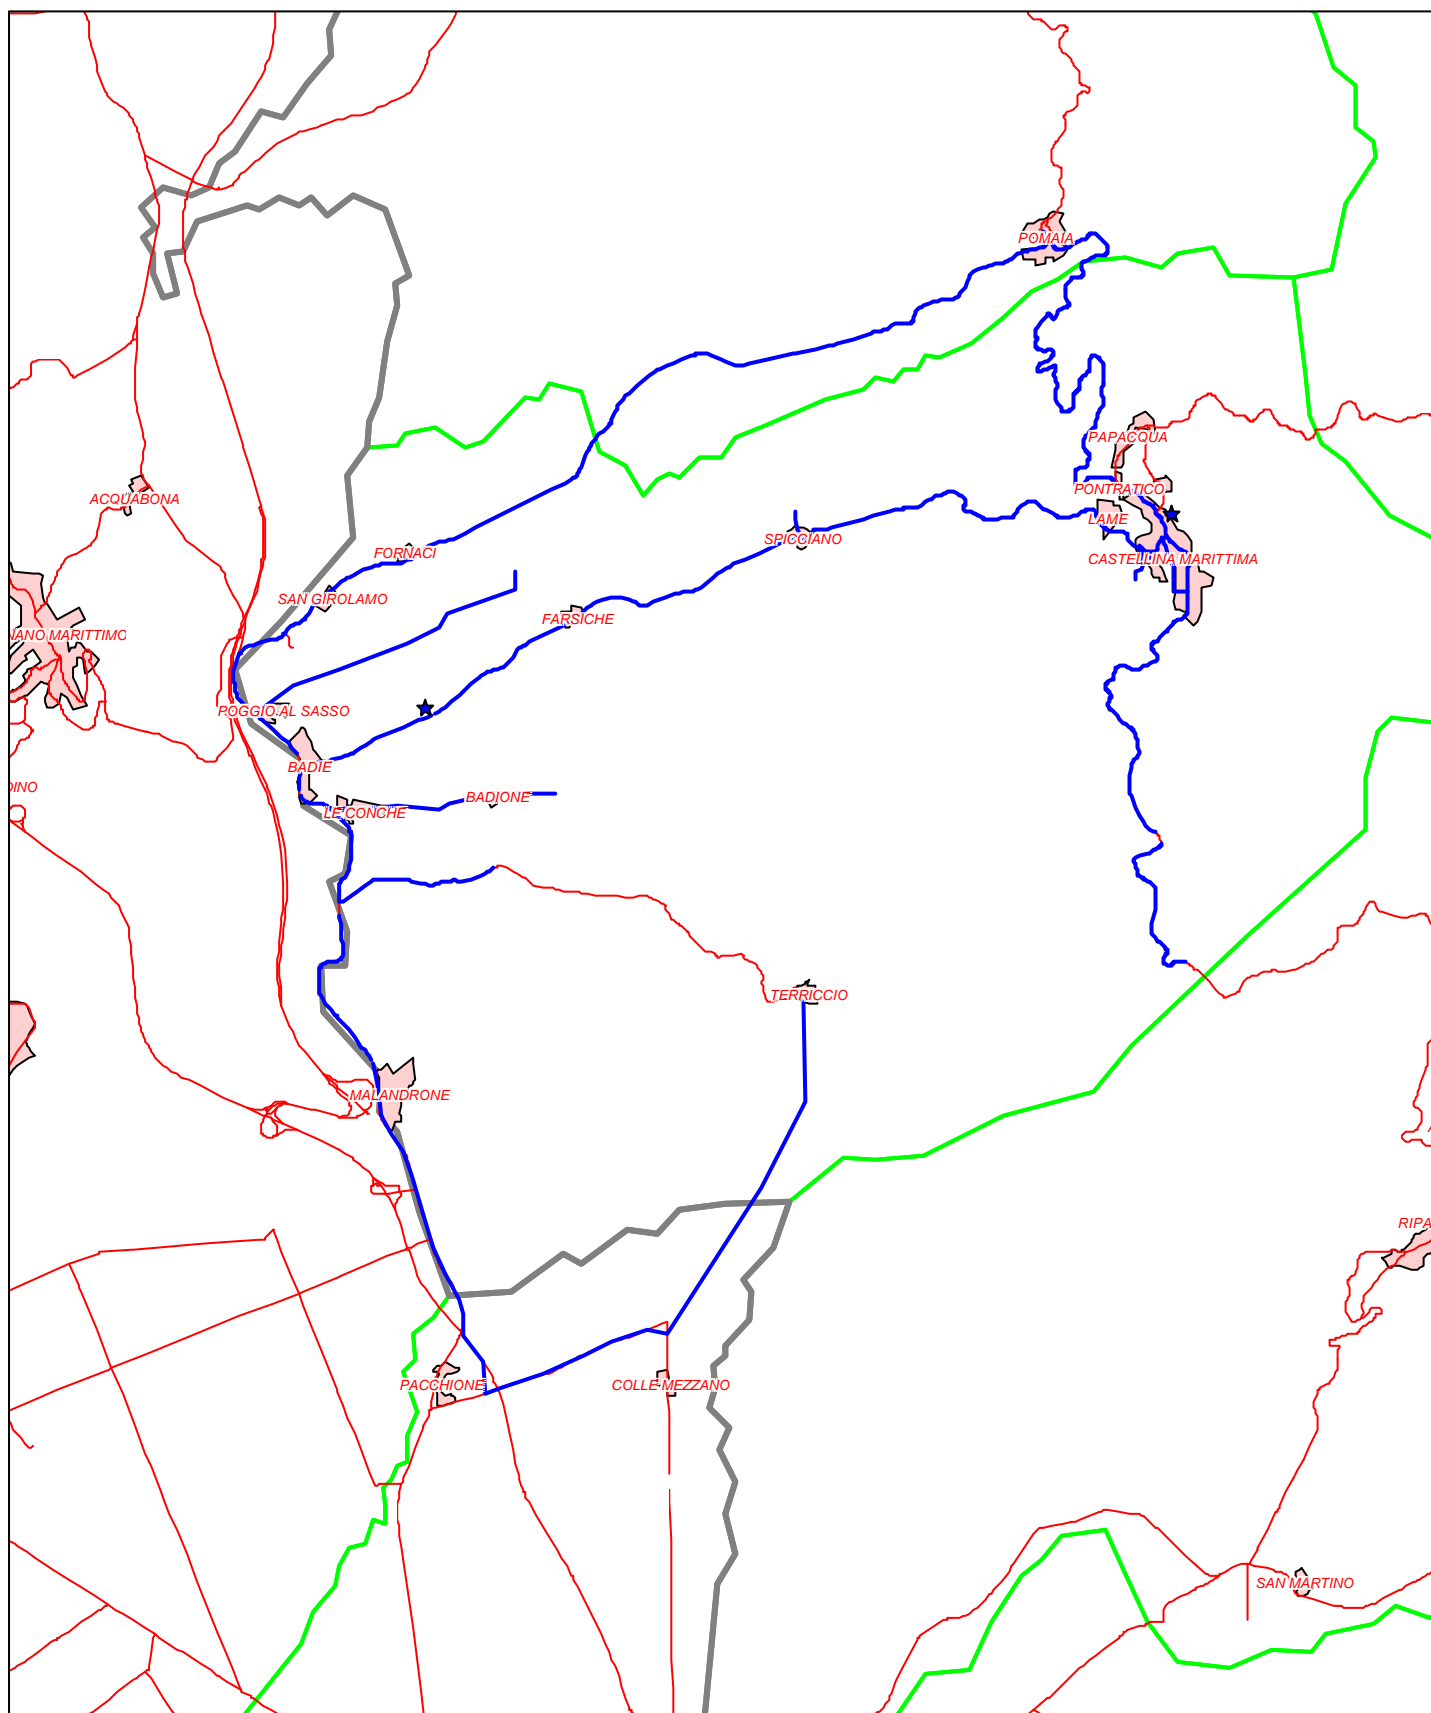 POMAIA
PAPACQUA
PONTRATICO
ACQUABONA
LAME
SPICCIANO
FORNACI
CASTELLINA MARITTIMA
SAN GIROLAMO
FARSICHE
NANO MARITTIMO
POGGIO AL SASSO
BADIE
DINO
BADIONE
LE CONCHE
TERRICCIO
MALANDRONE
RIPA
PACCHIONE
COLLE MEZZANO
SAN MARTINO